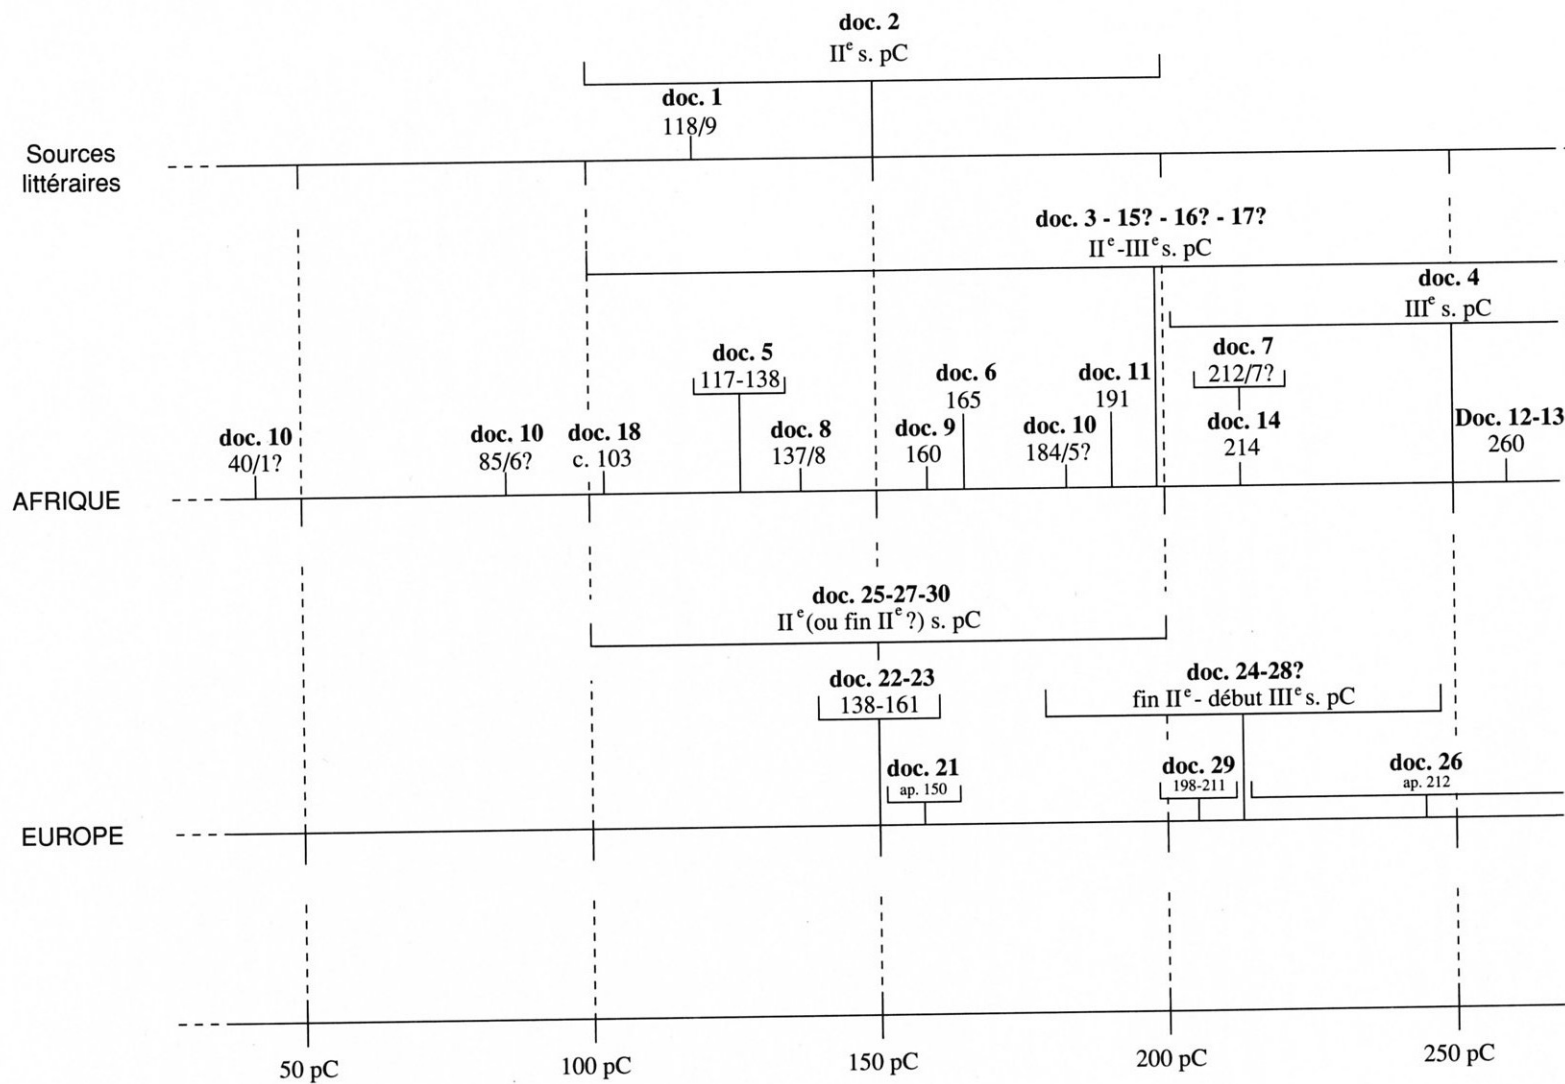 doc. 2
IIe s. pC
doc. 1
118/9
Sources
littéraires
doc. 3 - 15? - 16? - 17?
IIe-IIIe s. pC
doc. 4
IIIe s. pC
doc. 5
117-138
doc. 7
212/7?
doc. 6
165
doc. 11
191
doc. 10
40/1?
doc. 10
85/6?
doc. 18
c. 103
doc. 8
137/8
doc. 9
160
doc. 10
184/5?
doc. 14
214
Doc. 12-13
260
AFRIQUE
doc. 25-27-30
IIe (ou fin IIe ?) s. pC
doc. 22-23
138-161
doc. 24-28?
fin IIe - début IIIe s. pC
doc. 21
ap. 150
doc. 29
198-211
doc. 26
ap. 212
EUROPE
50 pC
100 pC
150 pC
200 pC
250 pC